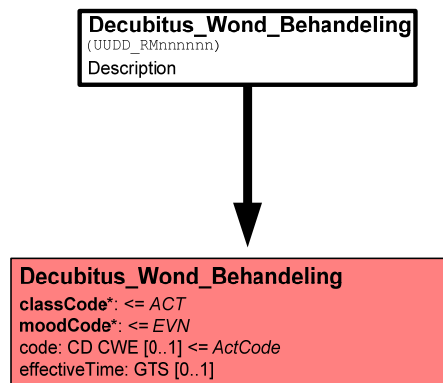 Decubitus_Wond_Behandeling
(UUDD_RMnnnnnn)
Description
Decubitus_Wond_Behandeling
classCode*: <= ACT
moodCode*: <= EVN
code: CD CWE [0..1] <= ActCode
effectiveTime: GTS [0..1]